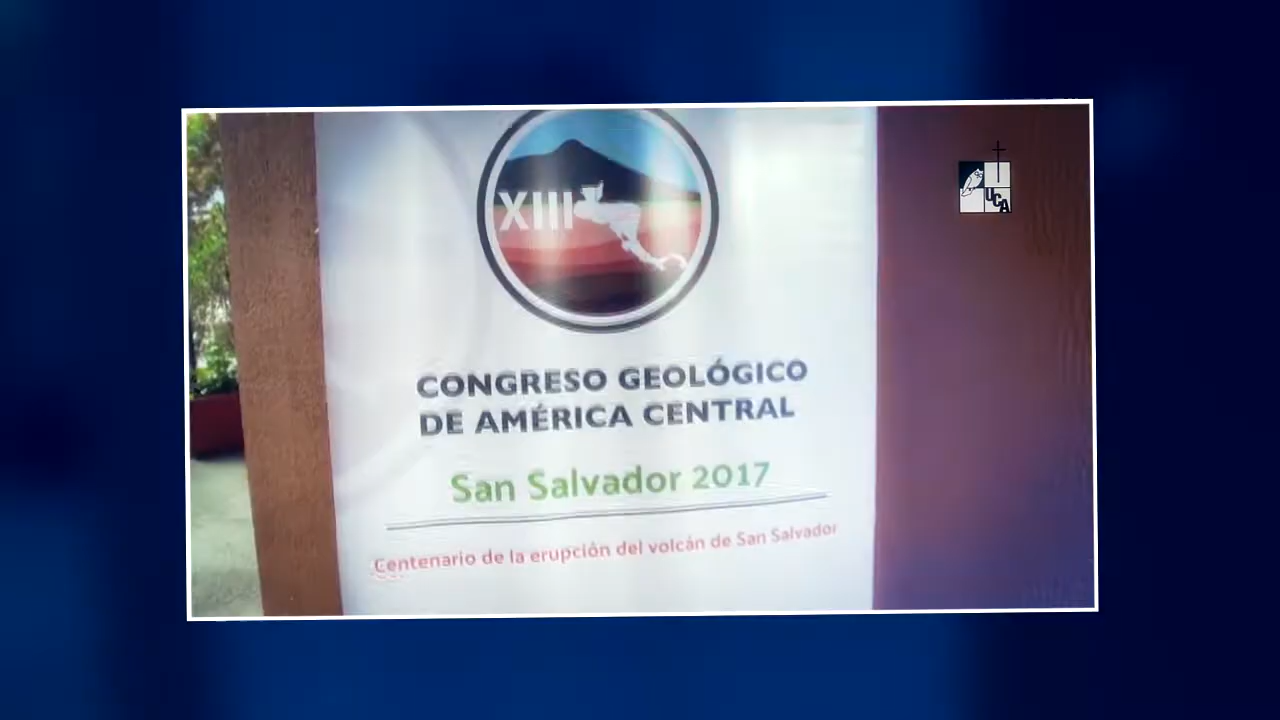 UCA
XIII
CONGRESO GEOLÓGICO
DE AMÉRICA CENTRAL
San Salvador 2017
Centenario de la erupción del volcán de San Salvador